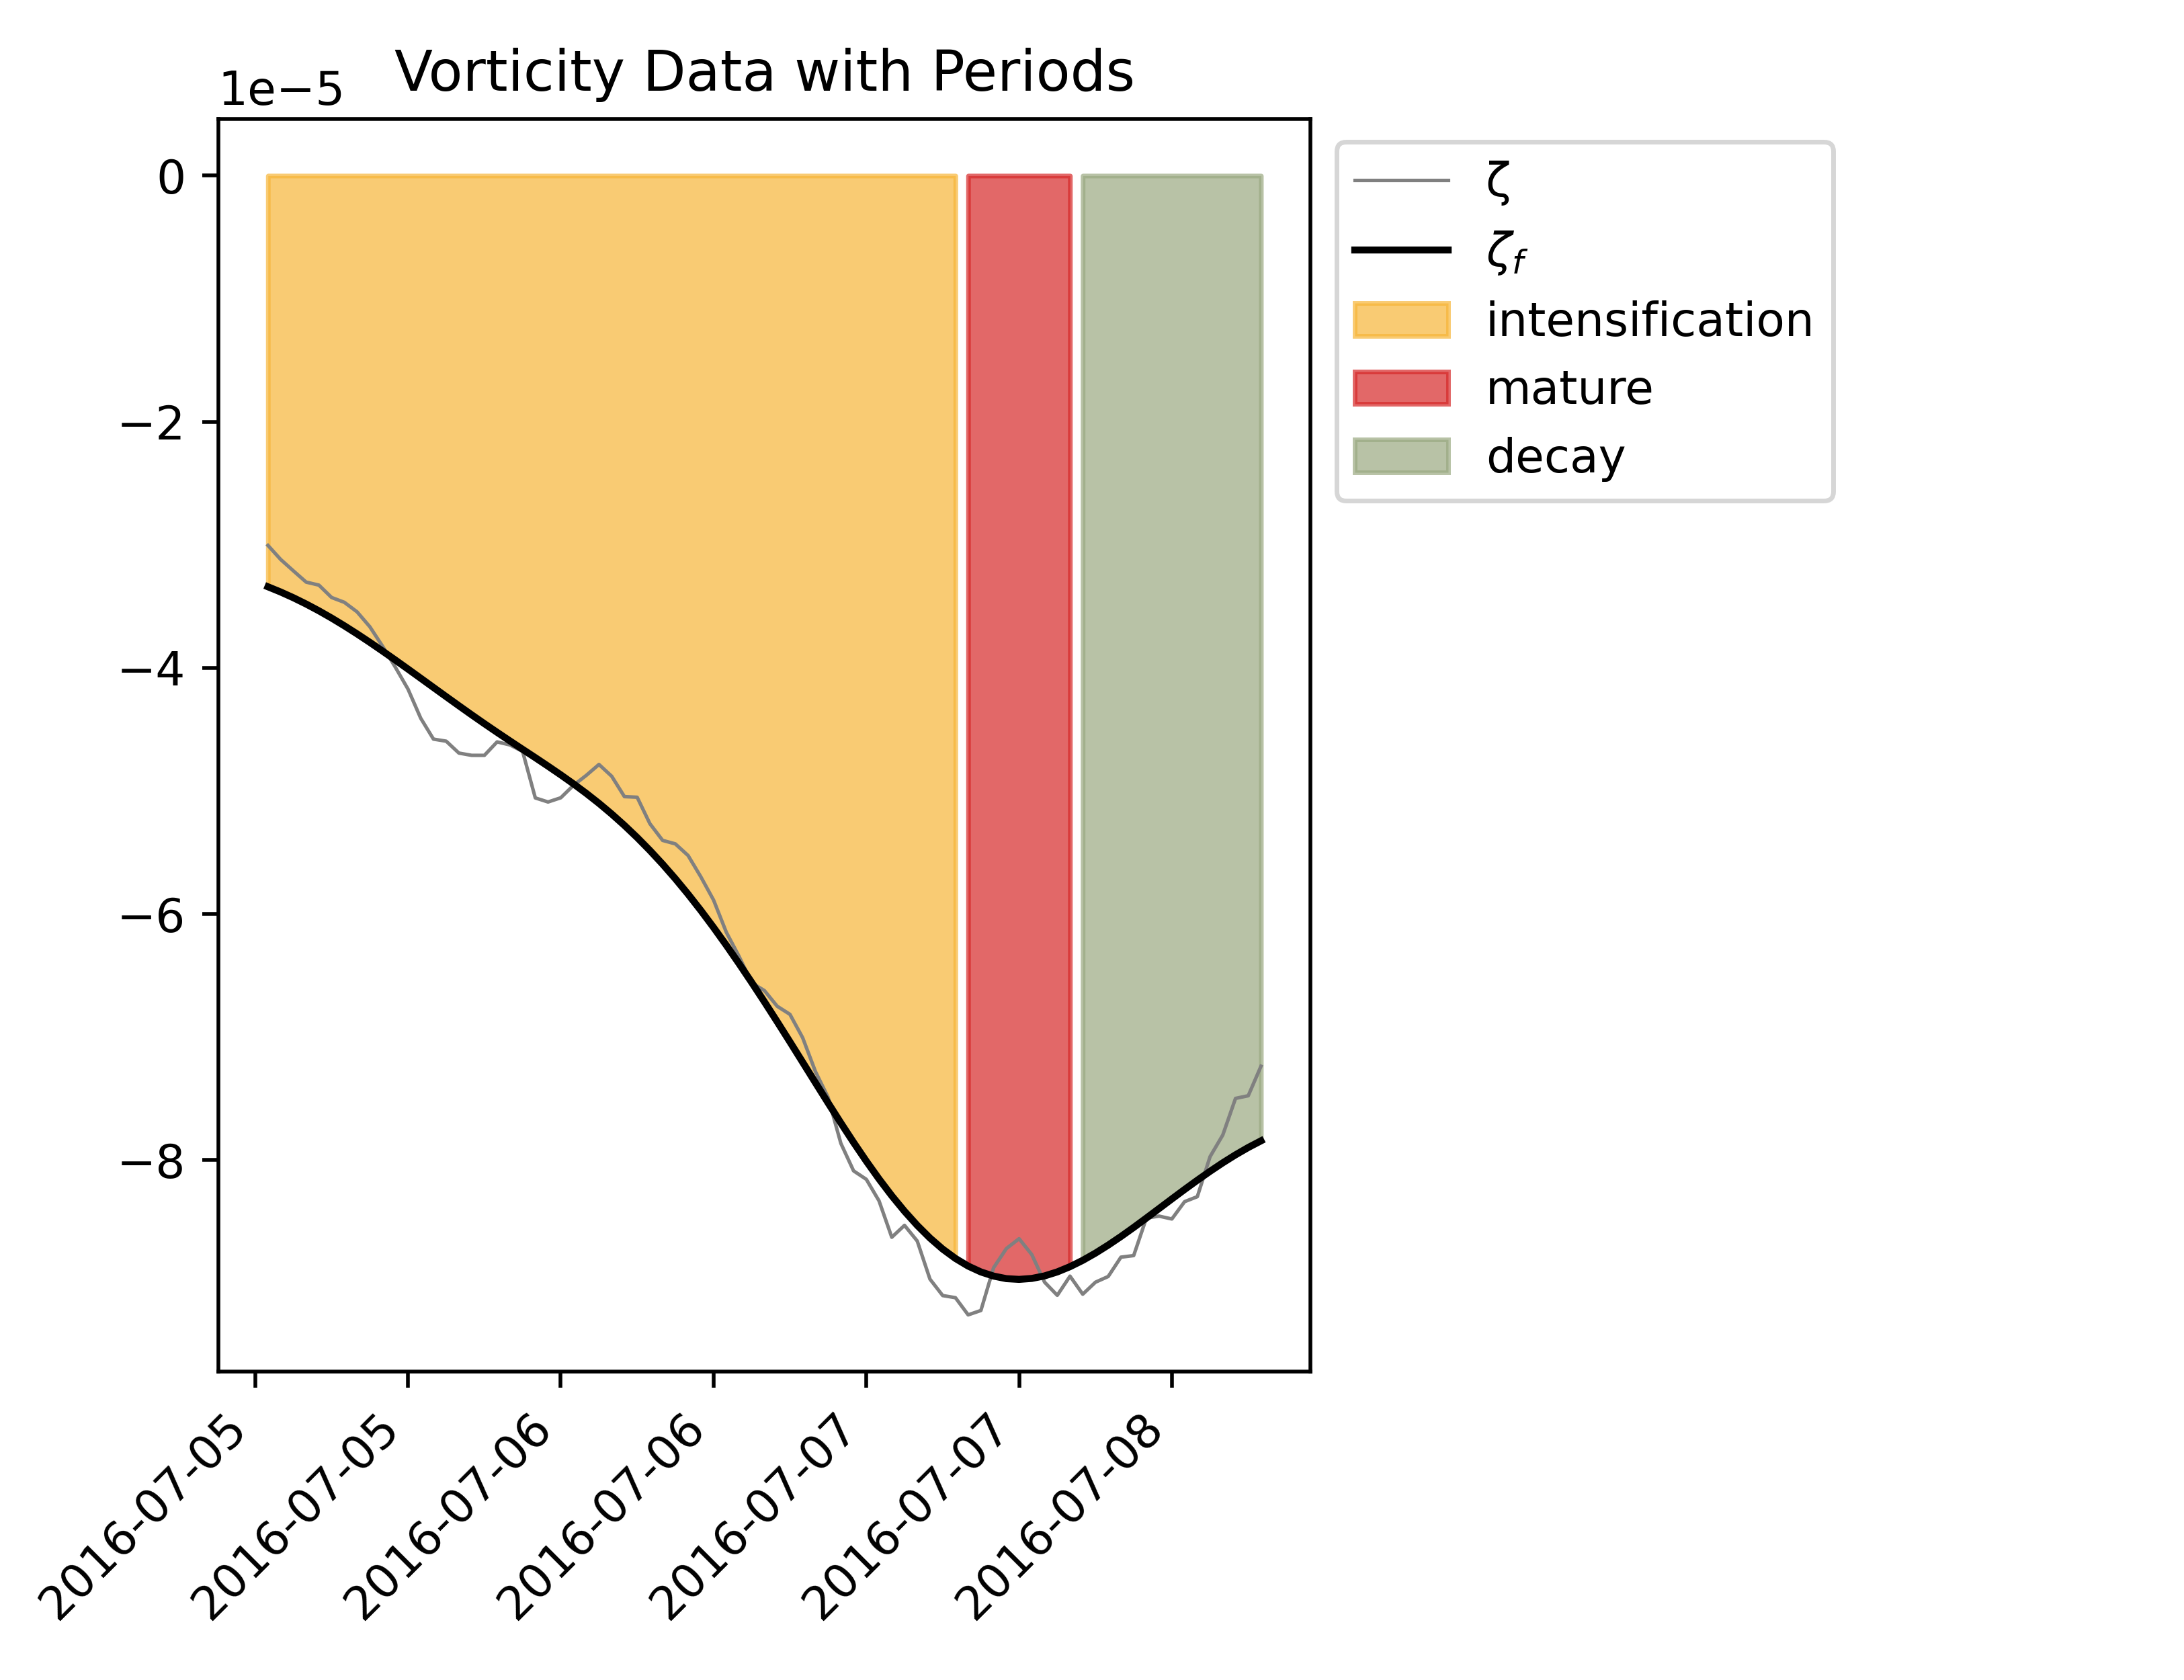 Vorticity Data with Periods
1e−5
0
−2
−4
−6
−8
2016-07-05
2016-07-05
2016-07-06
2016-07-06
2016-07-07
2016-07-07
2016-07-08
ζ
ζf
intensification
mature
decay